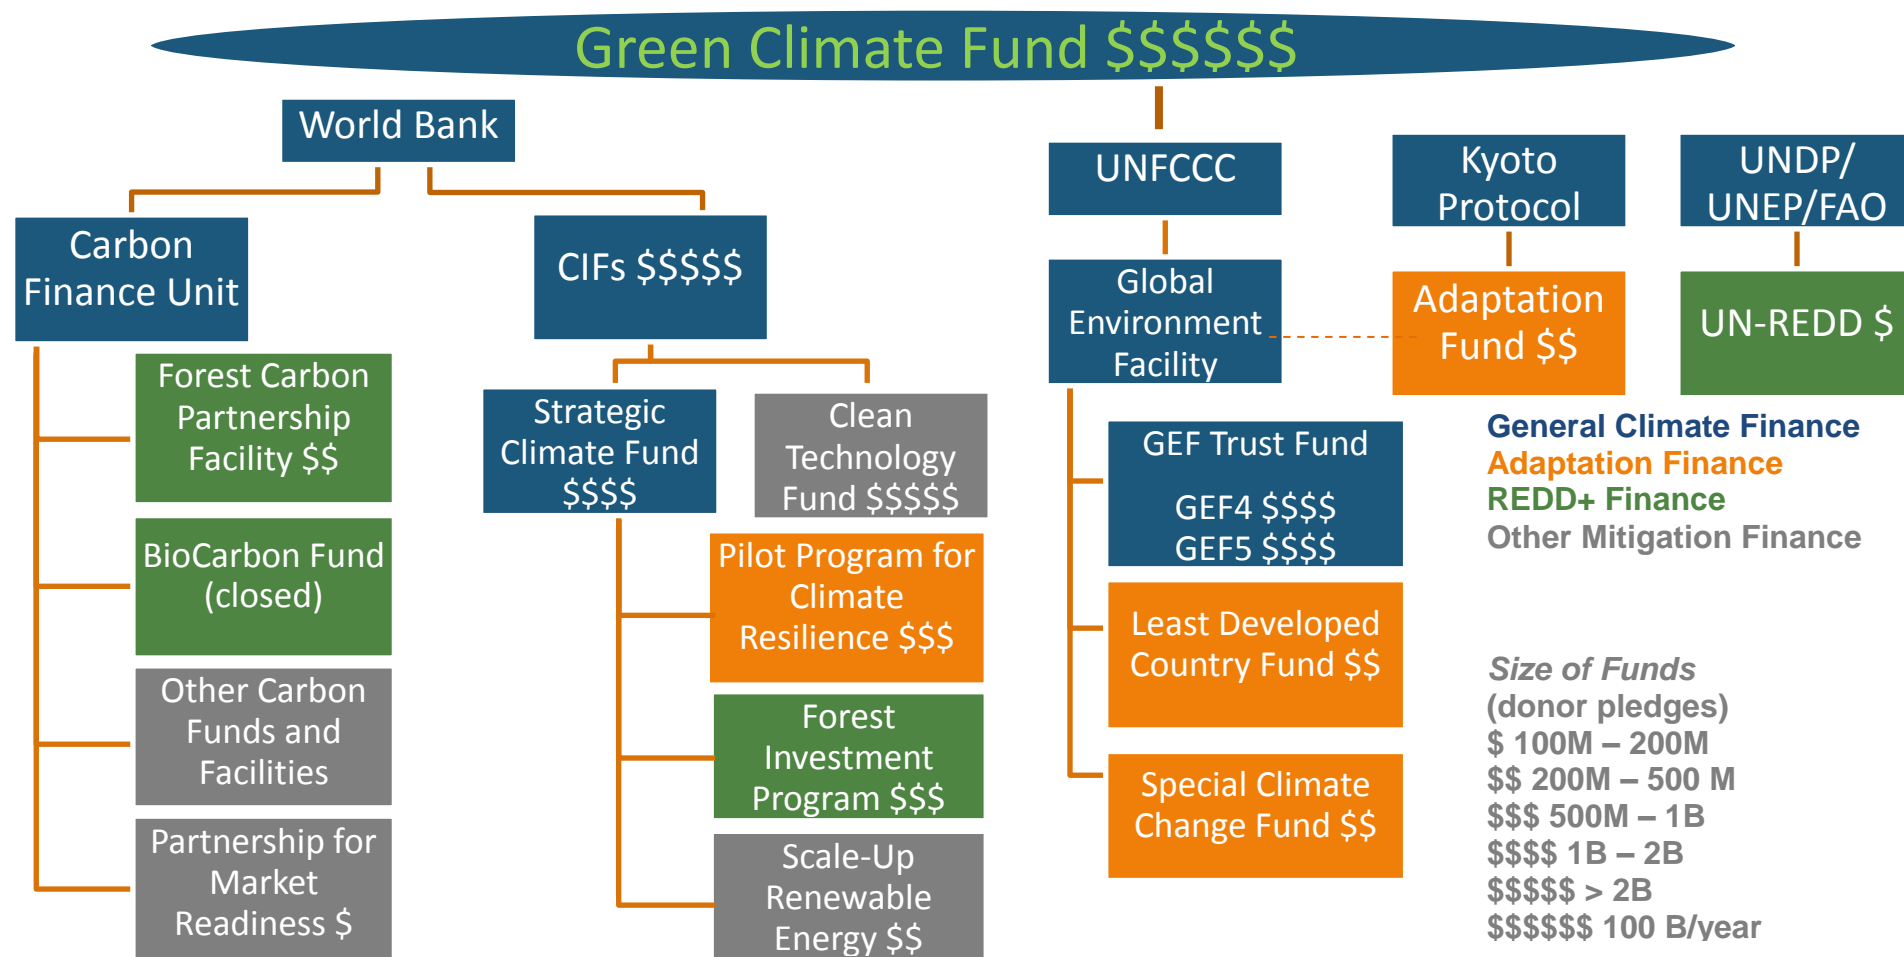 Green Climate Fund $$$$$$
World Bank
Carbon
Finance Unit
Forest Carbon
Partnership
Facility $$
BioCarbon Fund
(closed)
Other Carbon
Funds and
Facilities
Partnership for
Market
Readiness $
CIFs $$$$$
Strategic
Climate Fund
$$$$
Clean
Technology
Fund $$$$$
Pilot Program for
Climate
Resilience $$$
Forest
Investment
Program $$$
Scale-Up
Renewable
Energy $$
UNFCCC
Global
Environment
Facility
GEF Trust Fund
GEF4 $$$$
GEF5 $$$$
Least Developed
Country Fund $$
Special Climate
Change Fund $$
Kyoto
Protocol
Adaptation
Fund $$
UNDP/
UNEP/FAO
UN-REDD $
General Climate Finance
Adaptation Finance
REDD+ Finance
Other Mitigation Finance
Size of Funds
(donor pledges)
$ 100M – 200M
$$ 200M – 500 M
$$$ 500M – 1B
$$$$ 1B – 2B
$$$$$ > 2B
$$$$$$ 100 B/year